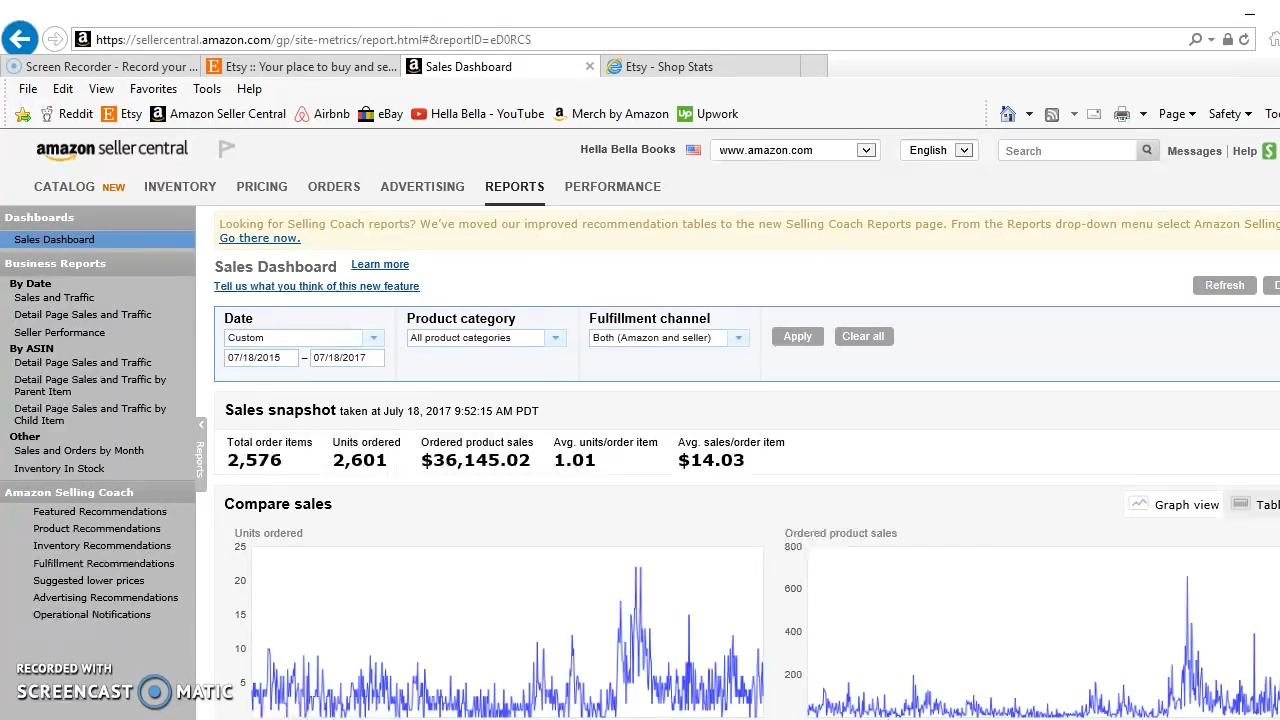 https://sellercentral.amazon.com/gp/site-metrics/report.html#&reportID=eD0RCS
Screen Recorder - Record your ...
Etsy :: Your place to buy and se...
Sales Dashboard
Etsy - Shop Stats
File Edit View Favorites Tools Help
Reddit Etsy Amazon Seller Central Airbnb eBay Hella Bella - YouTube Merch by Amazon Upwork
Page Safety
amazon seller central
Hella Bella Books
www.amazon.com
English
Search
Messages | Help
CATALOG NEW INVENTORY PRICING ORDERS ADVERTISING REPORTS PERFORMANCE
Dashboards
Sales Dashboard
Business Reports
By Date
Sales and Traffic
Detail Page Sales and Traffic
Seller Performance
By ASIN
Detail Page Sales and Traffic
Detail Page Sales and Traffic by
Parent Item
Detail Page Sales and Traffic by
Child Item
Other
Sales and Orders by Month
Inventory In Stock
Amazon Selling Coach
Featured Recommendations
Product Recommendations
Inventory Recommendations
Fulfillment Recommendations
Suggested lower prices
Advertising Recommendations
Operational Notifications
Reports
Looking for Selling Coach reports? We've moved our improved recommendation tables to the new Selling Coach Reports page. From the Reports drop-down menu select Amazon Selling
Go there now.
Sales Dashboard Learn more
Tell us what you think of this new feature
Refresh
Date
Custom
07/18/2015 – 07/18/2017
Product category
All product categories
Fulfillment channel
Both (Amazon and seller)
Apply
Clear all
Sales snapshot taken at July 18, 2017 9:52:15 AM PDT
Total order items Units ordered Ordered product sales Avg. units/order item Avg. sales/order item
2,576 2,601 $36,145.02 1.01 $14.03
Compare sales
Graph view
Units ordered
25
20
15
10
5
Ordered product sales
800
600
400
200
RECORDED WITH
SCREENCAST MATIC